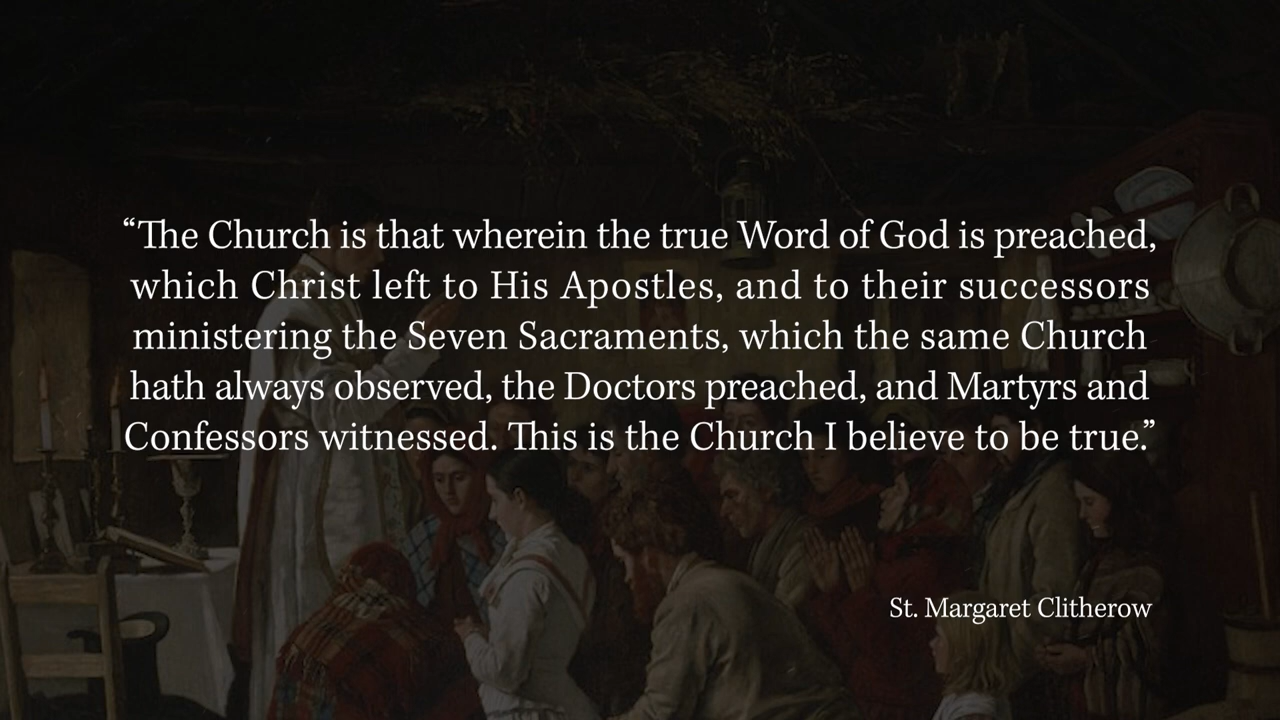 “The Church is that wherein the true Word of God is preached,
which Christ left to His Apostles, and to their successors
ministering the Seven Sacraments, which the same Church
hath always observed, the Doctors preached, and Martyrs and
Confessors witnessed. This is the Church I believe to be true.”
St. Margaret Clitherow